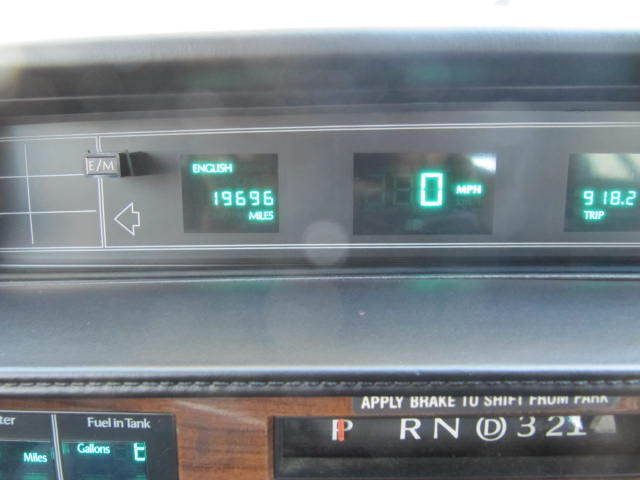 E/M
ENGLISH
19696
MILES
0 MPH
918.2
TRIP
APPLY BRAKE TO SHIFT FROM PARK
P R N D 3 2 1
ter
Fuel in Tank
Miles
Gallons E